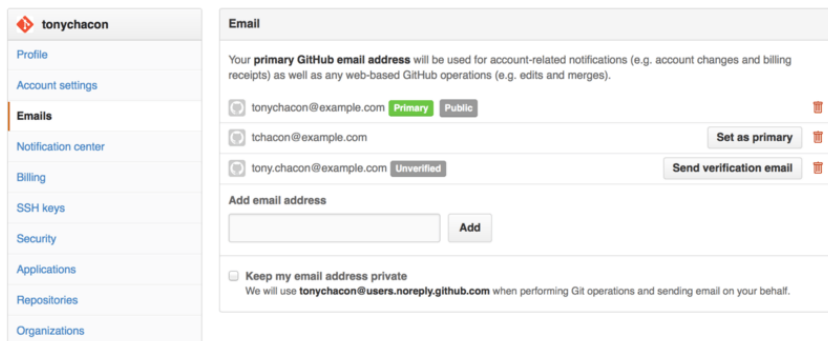 tonychacon
Profile
Account settings
Emails
Notification center
Billing
SSH keys
Security
Applications
Repositories
Organizations
Email
Your primary GitHub email address will be used for account-related notifications (e.g. account changes and billing
receipts) as well as any web-based GitHub operations (e.g. edits and merges).
tonychacon@example.com Primary Public
tchacon@example.com Set as primary
tony.chacon@example.com Unverified Send verification email
Add email address
Add
Keep my email address private
We will use tonychacon@users.noreply.github.com when performing Git operations and sending email on your behalf.